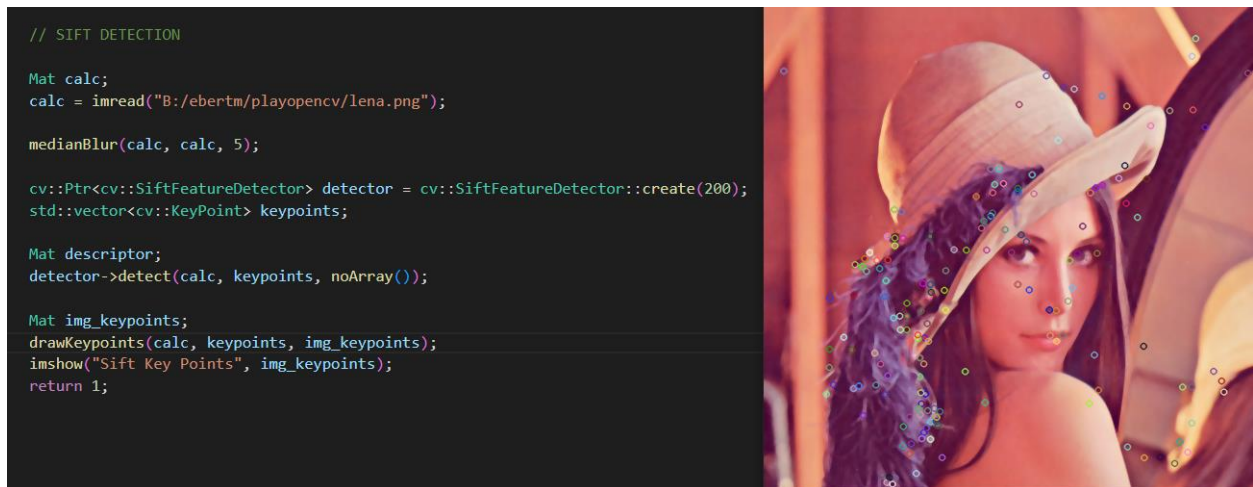 // SIFT DETECTION
Mat calc;
calc = imread("B:/ebertm/playopencv/lena.png");
medianBlur(calc, calc, 5);
cv::Ptr<cv::SiftFeatureDetector> detector = cv::SiftFeatureDetector::create(200);
std::vector<cv::KeyPoint> keypoints;
Mat descriptor;
detector->detect(calc, keypoints, noArray());
Mat img_keypoints;
drawKeypoints(calc, keypoints, img_keypoints);
imshow("Sift Key Points", img_keypoints);
return 1;